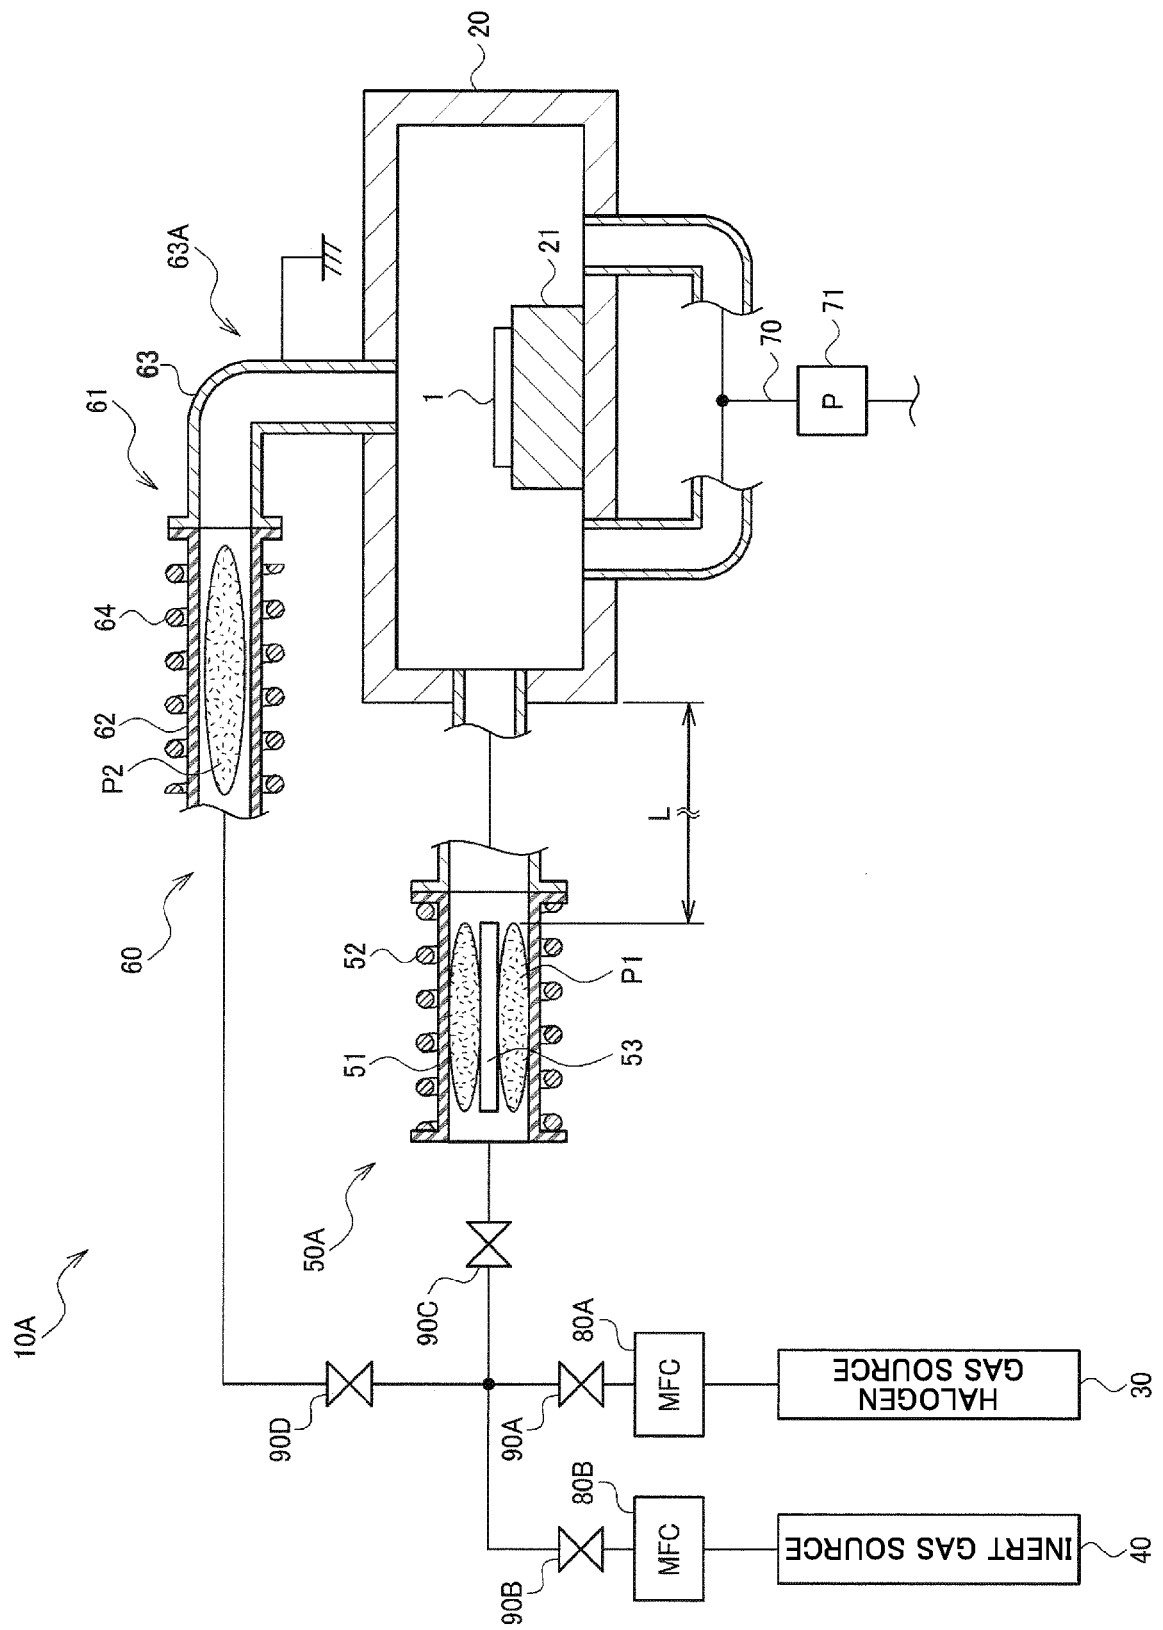 10A
60
61
63
63A
20
P2
62
64
1
21
50A
51
52
53
P1
L
70
71
P
90D
90C
90A
80A
MFC
HALOGEN
GAS SOURCE
30
90B
80B
MFC
INERT GAS SOURCE
40